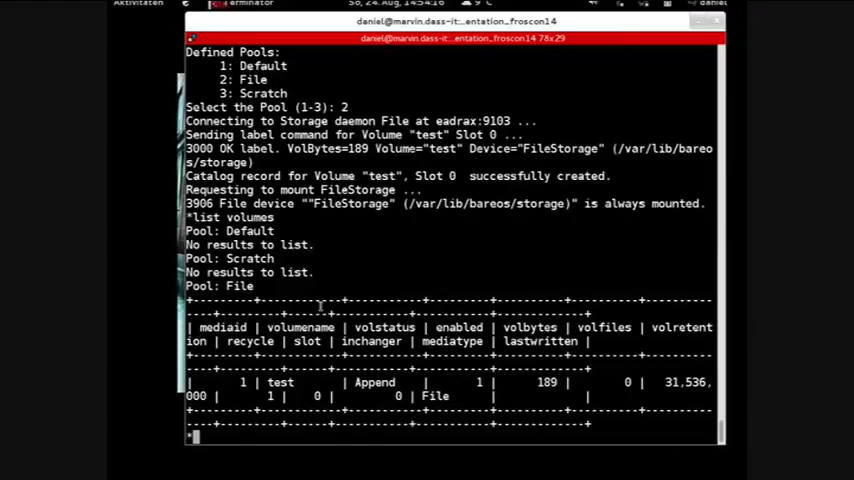 Aktivitäten
erminator
So, 24. Aug, 14:54:16
9 °C
daniel
daniel@marvin.dass-it:..entation_froscon14
daniel@marvin.dass-it:..entation_froscon14 78x29
Defined Pools:
1: Default
2: File
3: Scratch
Select the Pool (1-3): 2
Connecting to Storage daemon File at eadrax:9103 ...
Sending label command for Volume "test" Slot 0 ...
3000 OK label. VolBytes=189 Volume="test" Device="FileStorage" (/var/lib/bareo
s/storage)
Catalog record for Volume "test", Slot 0  successfully created.
Requesting to mount FileStorage ...
3906 File device ""FileStorage" (/var/lib/bareos/storage)" is always mounted.
*list volumes
Pool: Default
No results to list.
Pool: Scratch
No results to list.
Pool: File
+---------+------------+-----------+---------+----------+----------+----------
----+---------+------+-----------+-----------+-------------+
| mediaid | volumename | volstatus | enabled | volbytes | volfiles | volretent
ion | recycle | slot | inchanger | mediatype | lastwritten |
+---------+------------+-----------+---------+----------+----------+----------
----+---------+------+-----------+-----------+-------------+
| 1 | test | Append | 1 | 189 | 0 | 31,536,
000 | 1 | 0 | 0 | File | |
+---------+------------+-----------+---------+----------+----------+----------
----+---------+------+-----------+-----------+-------------+
*